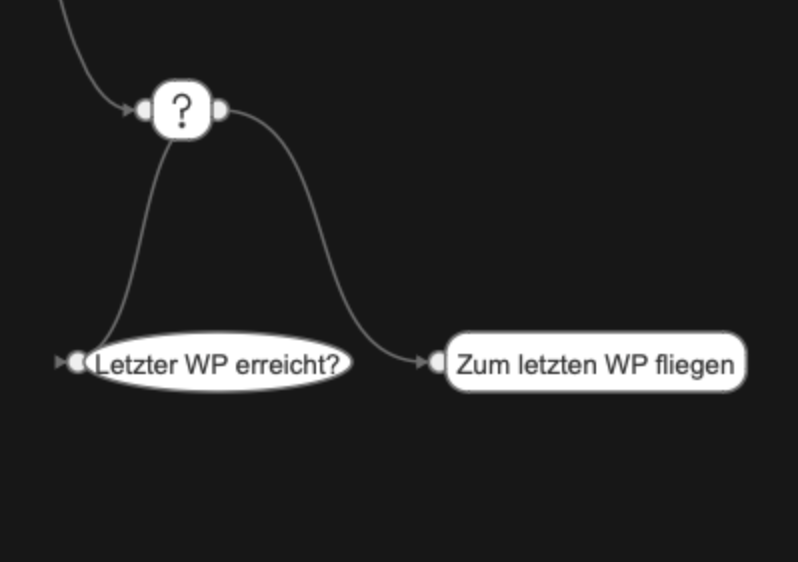 ?
Letzter WP erreicht?
Zum letzten WP fliegen